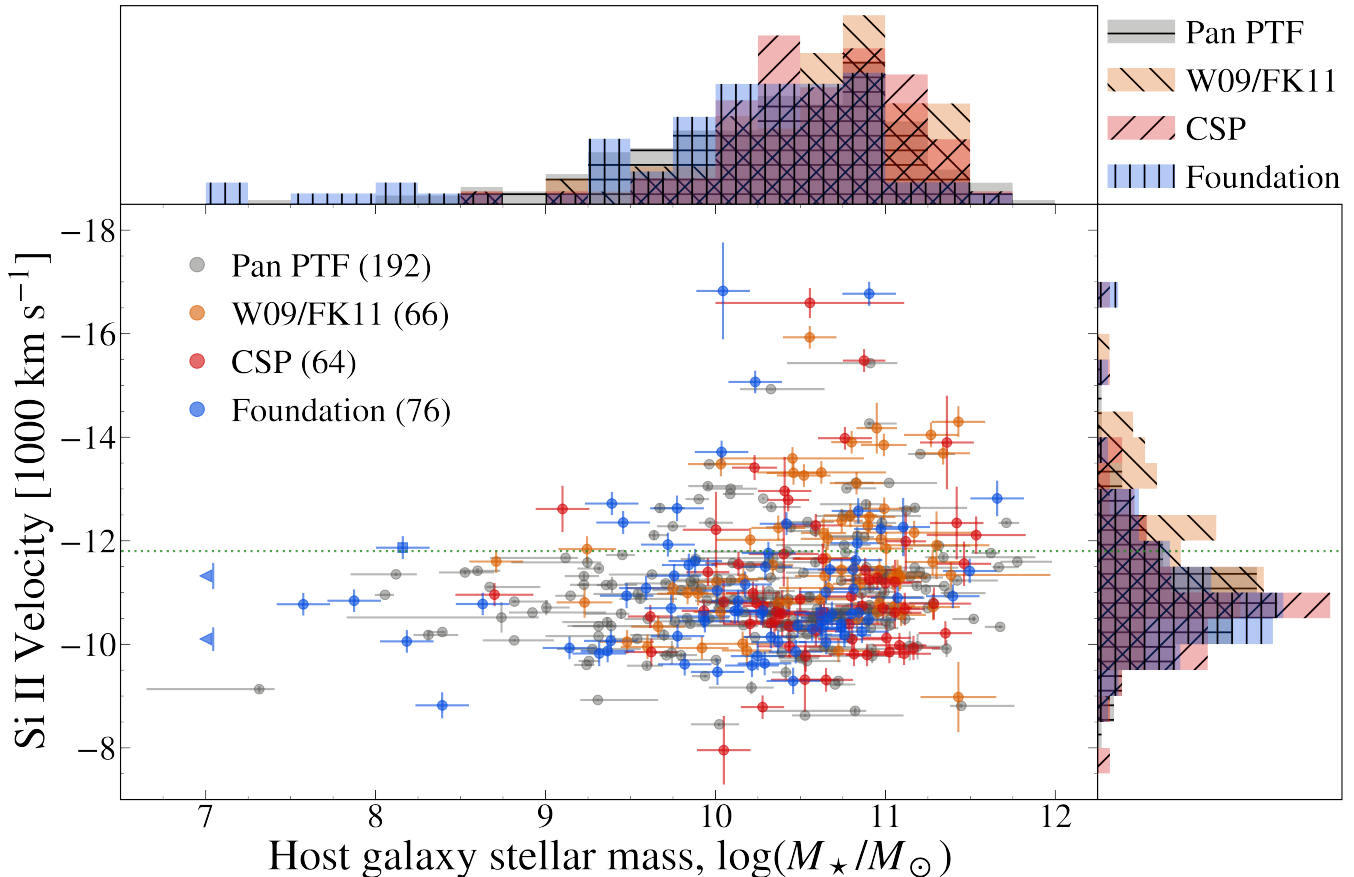 Pan PTF
W09/FK11
CSP
Foundation
−18
−16
−14
−12
−10
−8
Si II Velocity [1000 km s⁻¹]
Pan PTF (192)
W09/FK11 (66)
CSP (64)
Foundation (76)
7 8 9 10 11 12
Host galaxy stellar mass, log(M⋆/M⊙)